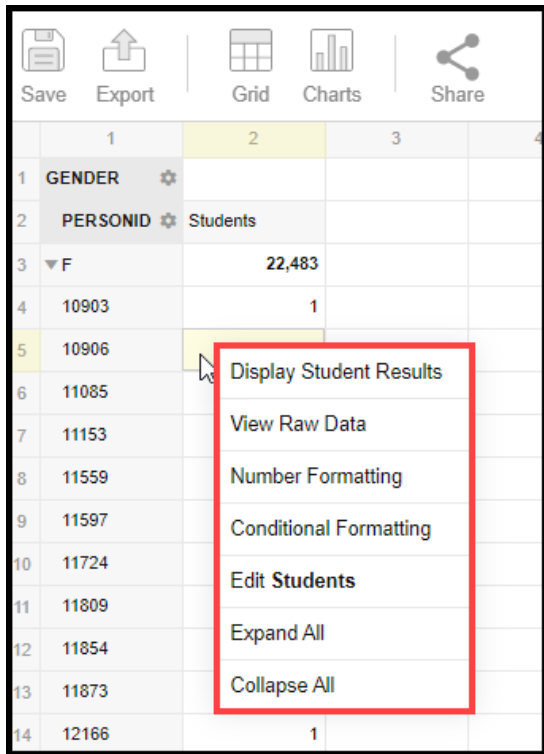 Save Export Grid Charts Share
1 2 3 4
1 GENDER
2 PERSONID Students
3 F 22,483
4 10903 1
5 10906
6 11085
7 11153
8 11559
9 11597
10 11724
11 11809
12 11854
13 11873
14 12166 1
Display Student Results
View Raw Data
Number Formatting
Conditional Formatting
Edit Students
Expand All
Collapse All